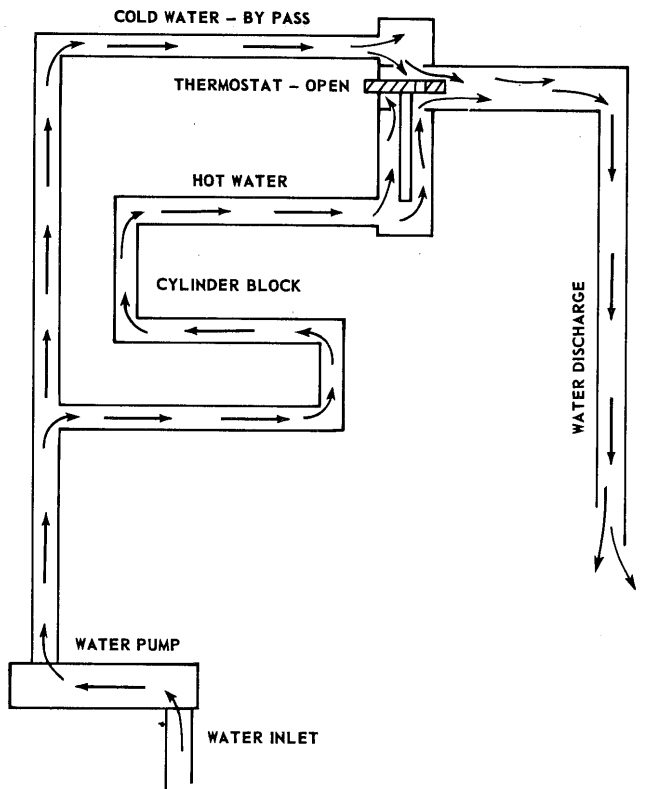 COLD WATER – BY PASS
THERMOSTAT – OPEN
HOT WATER
CYLINDER BLOCK
WATER DISCHARGE
WATER PUMP
WATER INLET